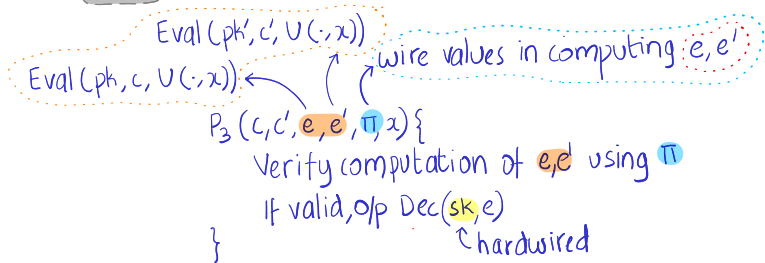 Eval(pk',c',U(·,x))
Eval(pk,c,U(·,x))
wire values in computing e,e'
P₃(c,c',e,e',π,x){
Verify computation of e,e' using π
If valid,o/p Dec(sk,e)
hardwired
}